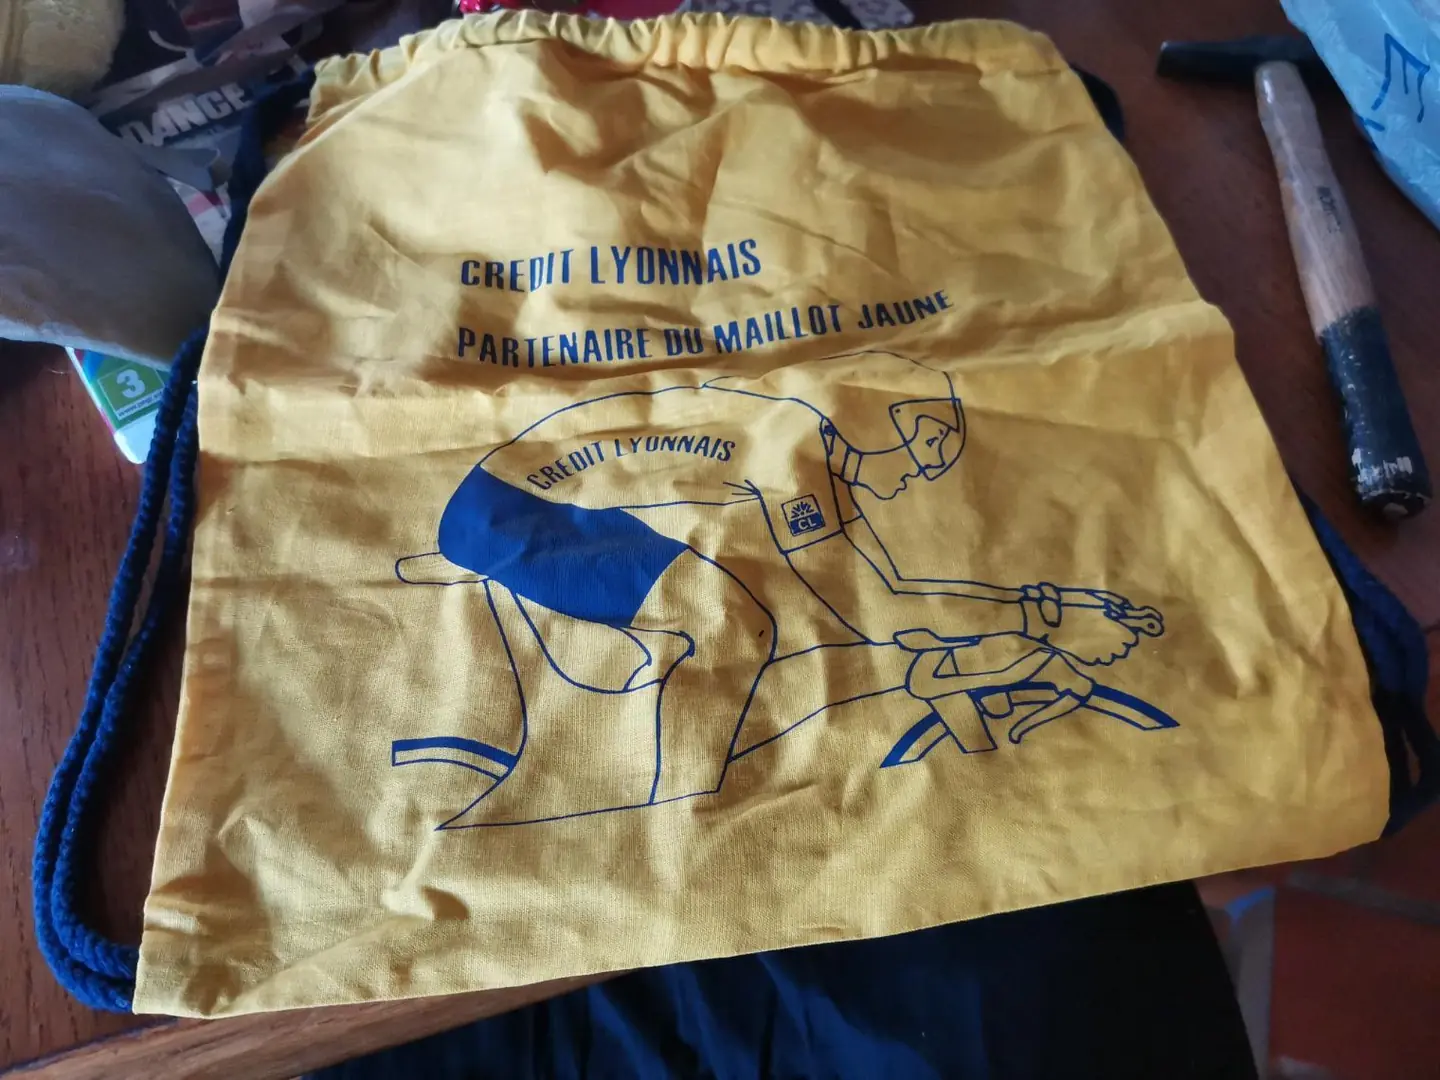 CREDIT LYONNAIS
PARTENAIRE DU MAILLOT JAUNE
CREDIT LYONNAIS
CL
DANCE
3